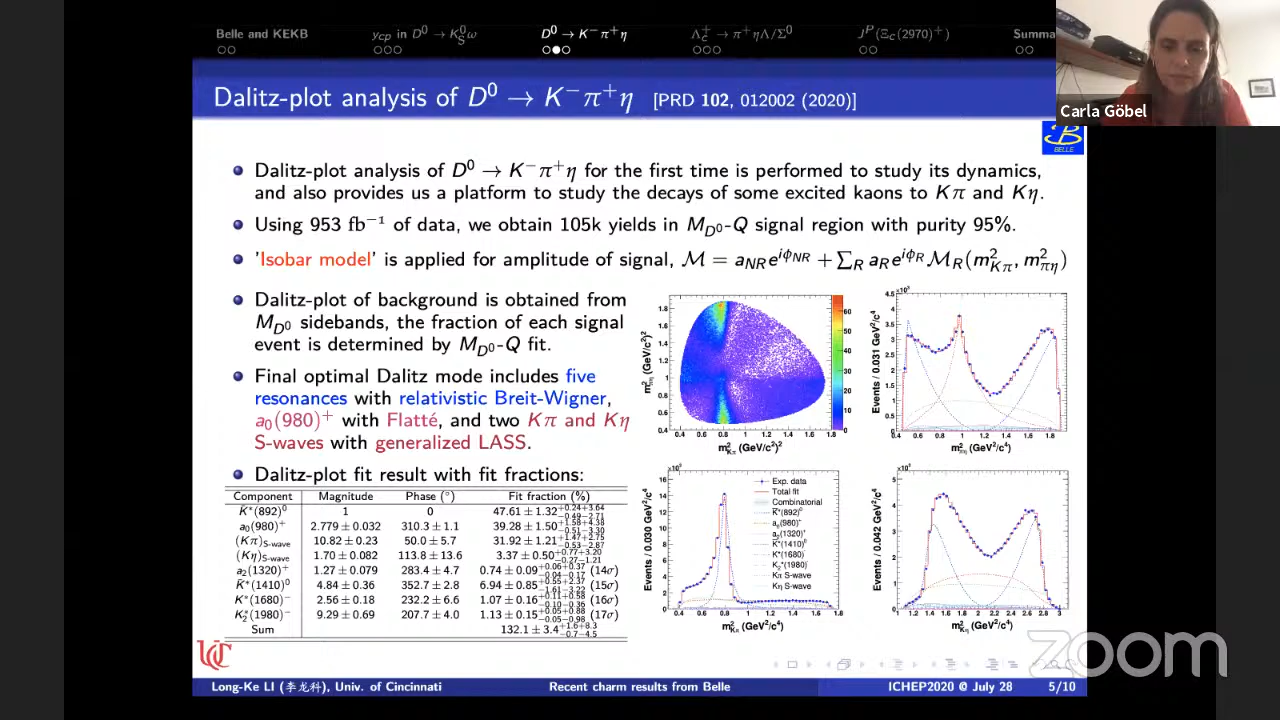 Belle and KEKB
y_CP in D⁰ → K⁰_S ω
D⁰ → K⁻π⁺η
Λ⁺_c → π⁺ηΛ/Σ⁰
J^P(Ξ_c(2970)⁺)
Summa
Carla Göbel
Dalitz-plot analysis of D⁰ → K⁻π⁺η [PRD 102, 012002 (2020)]
BELLE
Dalitz-plot analysis of D⁰ → K⁻π⁺η for the first time is performed to study its dynamics,
and also provides us a platform to study the decays of some excited kaons to Kπ and Kη.
Using 953 fb⁻¹ of data, we obtain 105k yields in M_D⁰-Q signal region with purity 95%.
'Isobar model' is applied for amplitude of signal, M = a_NR e^{iϕ_NR} + ∑_R a_R e^{iϕ_R} M_R(m²_Kπ, m²_πη)
Dalitz-plot of background is obtained from
M_D⁰ sidebands, the fraction of each signal
event is determined by M_D⁰-Q fit.
Final optimal Dalitz mode includes five
resonances with relativistic Breit-Wigner,
a₀(980)⁺ with Flatté, and two Kπ and Kη
S-waves with generalized LASS.
Dalitz-plot fit result with fit fractions:
Component Magnitude Phase (°) Fit fraction (%)
K̄*(892)⁰ 1 0 47.61 ± 1.32
a₀(980)⁺ 2.779 ± 0.032 310.3 ± 1.1 39.28 ± 1.50
(Kπ)S-wave 10.82 ± 0.23 50.0 ± 5.7 31.92 ± 1.21
(Kη)S-wave 1.70 ± 0.082 113.8 ± 13.6 3.37 ± 0.50
a₂(1320)⁺ 1.27 ± 0.079 283.4 ± 4.7 0.74 ± 0.09 (14σ)
K̄*(1410)⁰ 4.84 ± 0.36 352.7 ± 2.8 6.94 ± 0.85 (15σ)
K*(1680)⁻ 2.56 ± 0.18 232.2 ± 6.6 1.07 ± 0.16 (16σ)
K₂*(1980)⁻ 9.29 ± 0.69 207.7 ± 4.0 1.13 ± 0.15 (17σ)
Sum 132.1 ± 3.4
m²_πη (GeV/c²)²
m²_Kπ (GeV/c²)²
Events / 0.031 GeV²/c⁴
m²_πη (GeV²/c⁴)
Events / 0.030 GeV²/c⁴
m²_Kπ (GeV²/c⁴)
Exp. data
Total fit
Combinatorial
K̄*(892)⁰
a₀(980)⁺
a₂(1320)⁺
K̄*(1410)⁰
K*(1680)⁻
K₂*(1980)⁻
Kπ S-wave
Kη S-wave
Events / 0.042 GeV²/c⁴
m²_Kη (GeV²/c⁴)
zoom
UC
Long-Ke LI (李龙科), Univ. of Cincinnati
Recent charm results from Belle
ICHEP2020 @ July 28
5/10